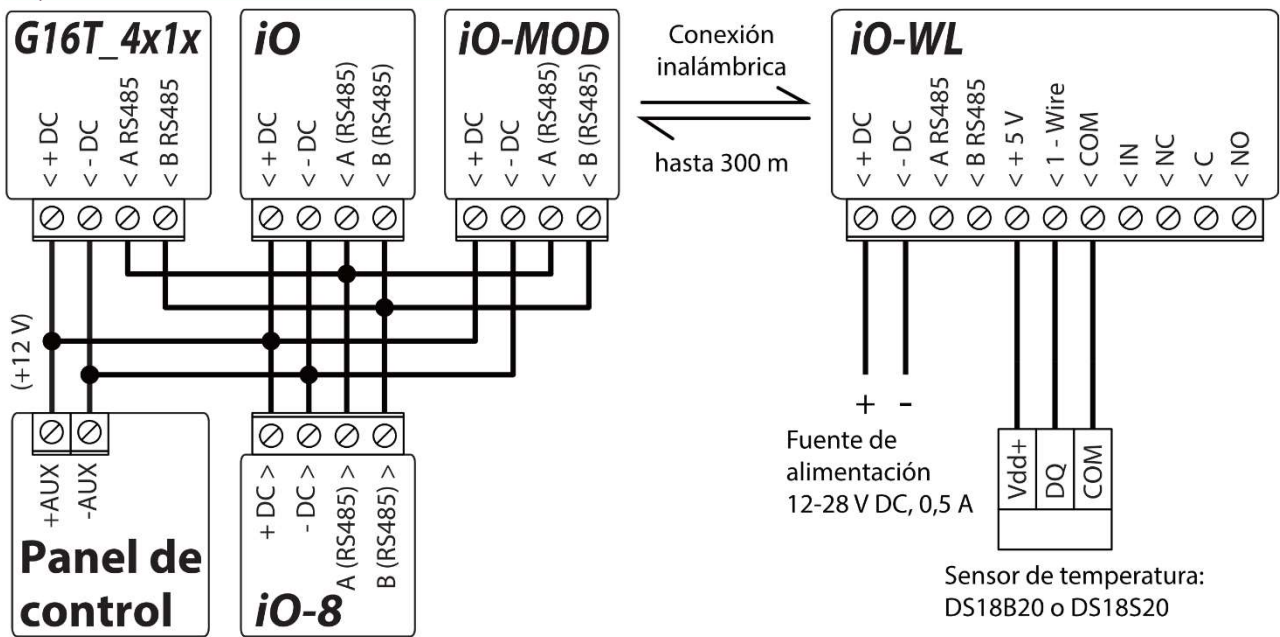 G16T_4x1x
< + DC
< - DC
< A RS485
< B RS485
iO
< + DC
< - DC
< A (RS485)
< B (RS485)
iO-MOD
< + DC
< - DC
< A (RS485)
< B (RS485)
Conexión
inalámbrica
hasta 300 m
iO-WL
< + DC
< - DC
< A RS485
< B RS485
< + 5 V
< 1 - Wire
< COM
< IN
< NC
< C
< NO
(+12 V)
+AUX
-AUX
Panel de
control
+ DC >
- DC >
A (RS485) >
B (RS485) >
iO-8
+ -
Fuente de
alimentación
12-28 V DC, 0,5 A
Vdd+
DQ
COM
Sensor de temperatura:
DS18B20 o DS18S20